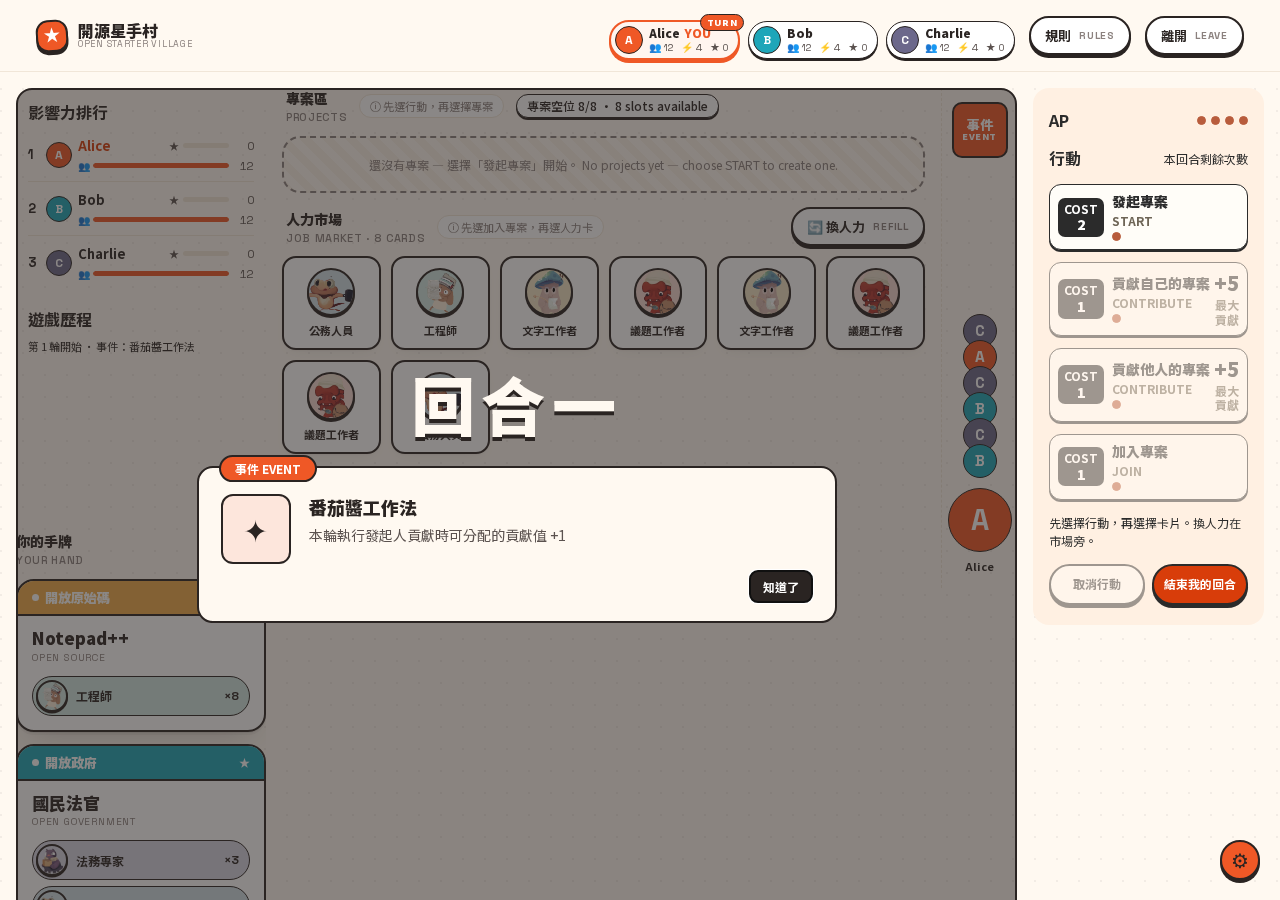 開源星手村
OPEN STARTER VILLAGE
A
Alice YOU
TURN
12 4 ★ 0
B
Bob
12 4 ★ 0
C
Charlie
12 4 ★ 0
規則 RULES
離開 LEAVE
影響力排行
1 A Alice ★ 0
12
2 B Bob ★ 0
12
3 C Charlie ★ 0
12
遊戲歷程
第 1 輪開始・事件：番茄醬工作法
專案區
PROJECTS
ⓘ 先選行動，再選擇專案
專案空位 8/8 • 8 slots available
還沒有專案 — 選擇「發起專案」開始。 No projects yet — choose START to create one.
人力市場
JOB MARKET · 8 CARDS
ⓘ 先選加入專案，再選人力卡
換人力 REFILL
公務人員
工程師
文字工作者
議題工作者
文字工作者
議題工作者
議題工作者
回合一
事件 EVENT
番茄醬工作法
本輪執行發起人貢獻時可分配的貢獻值 +1
知道了
事件
EVENT
C
A
C
B
C
B
A
Alice
你的手牌
YOUR HAND
開放原始碼
Notepad++
OPEN SOURCE
工程師 ×8
開放政府 ★
國民法官
OPEN GOVERNMENT
法務專家 ×3
AP
行動 本回合剩餘次數
COST
2
發起專案
START
COST
1
貢獻自己的專案
CONTRIBUTE
+5
最大
貢獻
COST
1
貢獻他人的專案
CONTRIBUTE
+5
最大
貢獻
COST
1
加入專案
JOIN
先選擇行動，再選擇卡片。換人力在
市場旁。
取消行動
結束我的回合